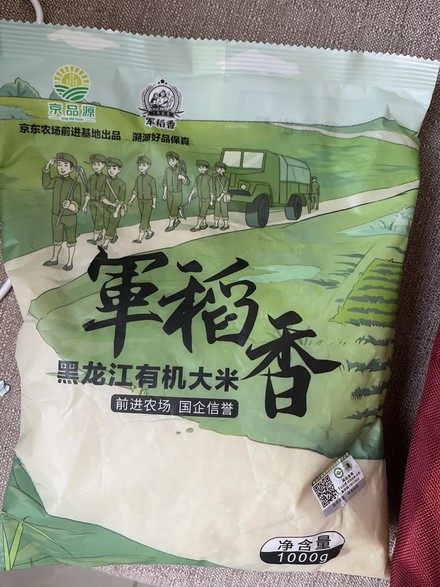 京品源
军稻香
京东农场前进基地出品 溯源好品保真
軍稻香
黑龙江有机大米
前进农场 国企信誉
净含量
1000g